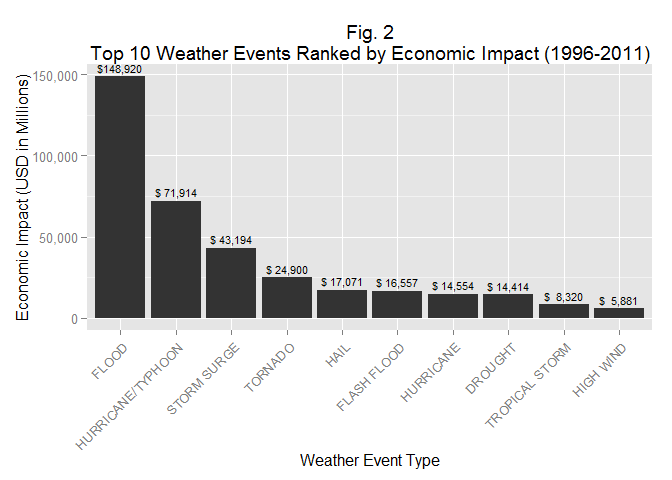 Fig. 2
Top 10 Weather Events Ranked by Economic Impact (1996-2011)
Economic Impact (USD in Millions)
150,000
100,000
50,000
0
$148,920
$ 71,914
$ 43,194
$ 24,900
$ 17,071
$ 16,557
$ 14,554
$ 14,414
$ 8,320
$ 5,881
FLOOD
HURRICANE/TYPHOON
STORM SURGE
TORNADO
HAIL
FLASH FLOOD
HURRICANE
DROUGHT
TROPICAL STORM
HIGH WIND
Weather Event Type